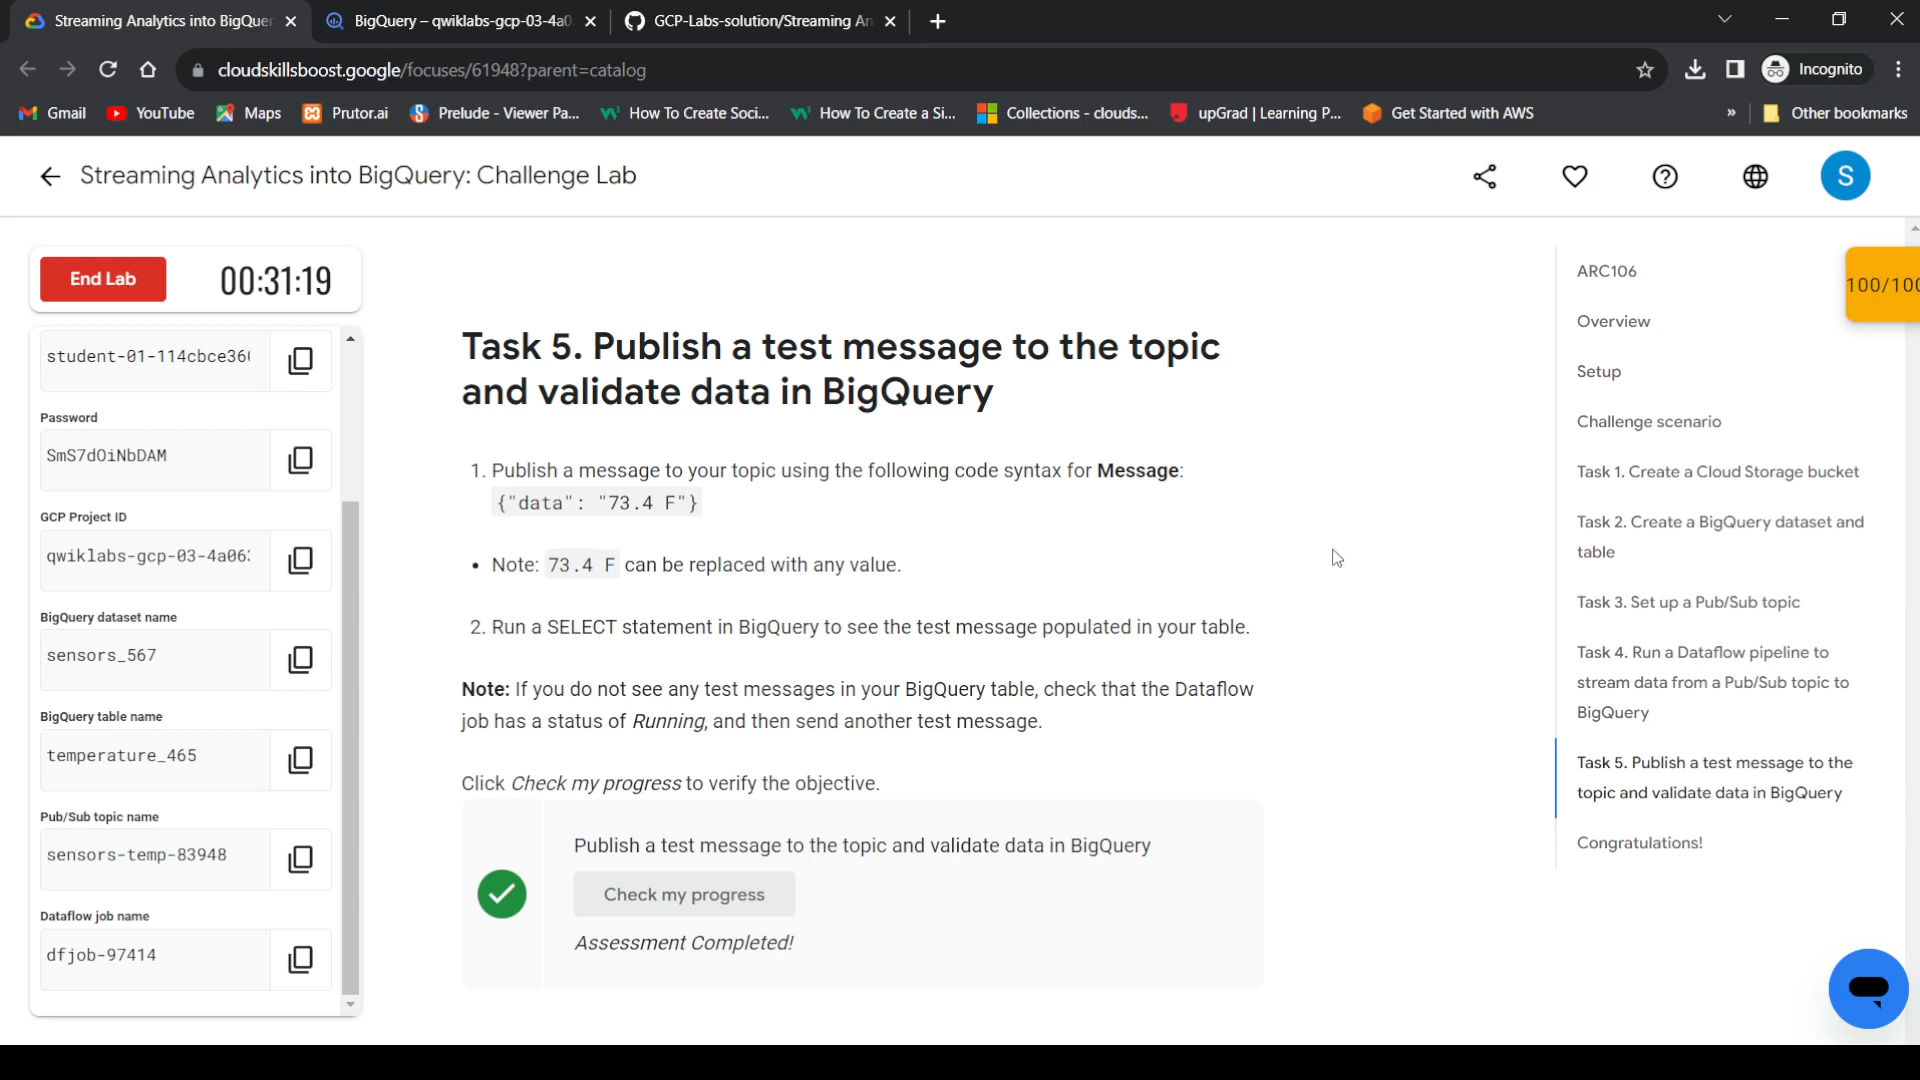 Streaming Analytics into BigQue
BigQuery – qwiklabs-gcp-03-4a0
GCP-Labs-solution/Streaming An
cloudskillsboost.google/focuses/61948?parent=catalog
Incognito
Gmail
YouTube
Maps
Prutor.ai
Prelude - Viewer Pa...
How To Create Soci...
How To Create a Si...
Collections - clouds...
upGrad | Learning P...
Get Started with AWS
»
Other bookmarks
Streaming Analytics into BigQuery: Challenge Lab
S
End Lab
00:31:19
student-01-114cbce36
Password
SmS7dOiNbDAM
GCP Project ID
qwiklabs-gcp-03-4a06
BigQuery dataset name
sensors_567
BigQuery table name
temperature_465
Pub/Sub topic name
sensors-temp-83948
Dataflow job name
dfjob-97414
Task 5. Publish a test message to the topic
and validate data in BigQuery
1. Publish a message to your topic using the following code syntax for Message:
{"data": "73.4 F"}
• Note: 73.4 F can be replaced with any value.
2. Run a SELECT statement in BigQuery to see the test message populated in your table.
Note: If you do not see any test messages in your BigQuery table, check that the Dataflow
job has a status of Running, and then send another test message.
Click Check my progress to verify the objective.
Publish a test message to the topic and validate data in BigQuery
Check my progress
Assessment Completed!
ARC106
100/100
Overview
Setup
Challenge scenario
Task 1. Create a Cloud Storage bucket
Task 2. Create a BigQuery dataset and
table
Task 3. Set up a Pub/Sub topic
Task 4. Run a Dataflow pipeline to
stream data from a Pub/Sub topic to
BigQuery
Task 5. Publish a test message to the
topic and validate data in BigQuery
Congratulations!